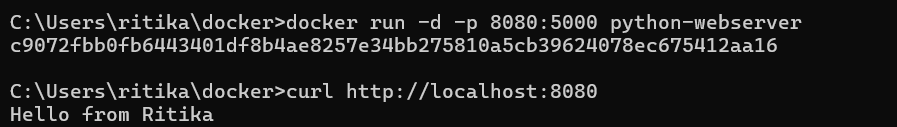 C:\Users\ritika\docker>docker run -d -p 8080:5000 python-webserver
c9072fbb0fb6443401df8b4ae8257e34bb275810a5cb39624078ec675412aa16
C:\Users\ritika\docker>curl http://localhost:8080
Hello from Ritika